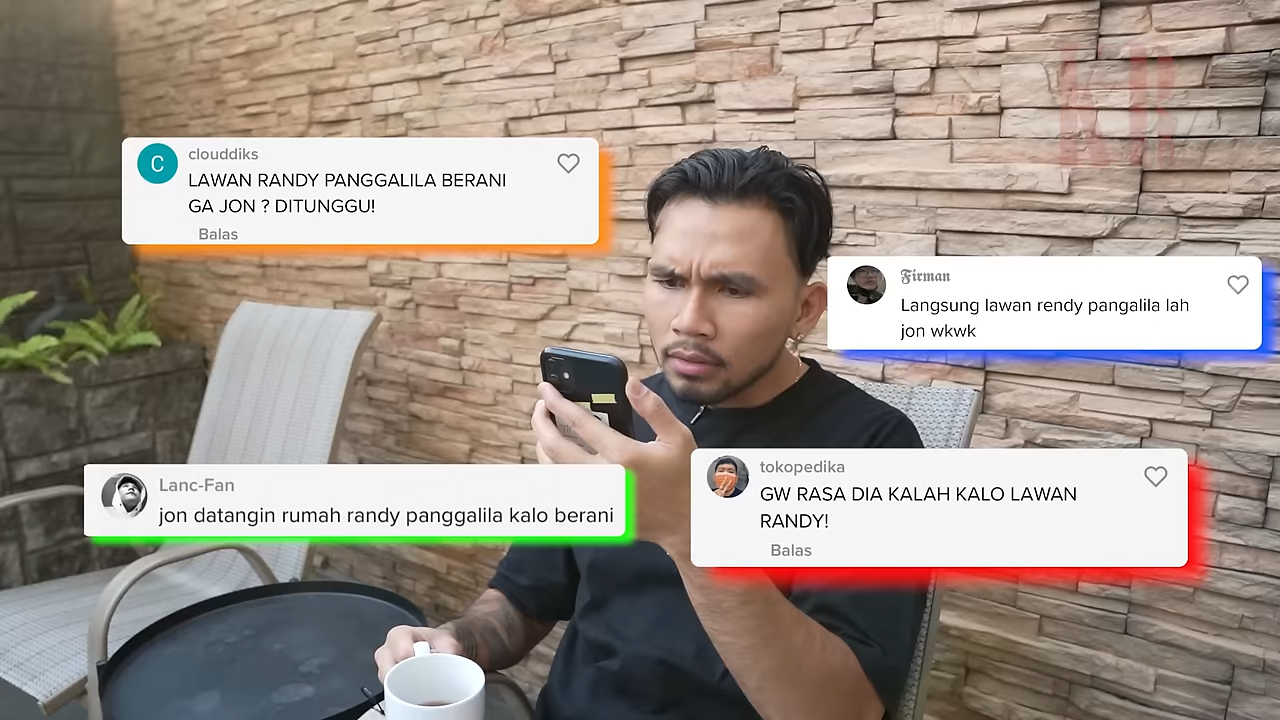 C
clouddiks
LAWAN RANDY PANGGALILA BERANI
GA JON ? DITUNGGU!
Balas
KR
Firman
Langsung lawan rendy pangalila lah
jon wkwk
Lanc-Fan
jon datangin rumah randy panggalila kalo berani
tokopedika
GW RASA DIA KALAH KALO LAWAN
RANDY!
Balas